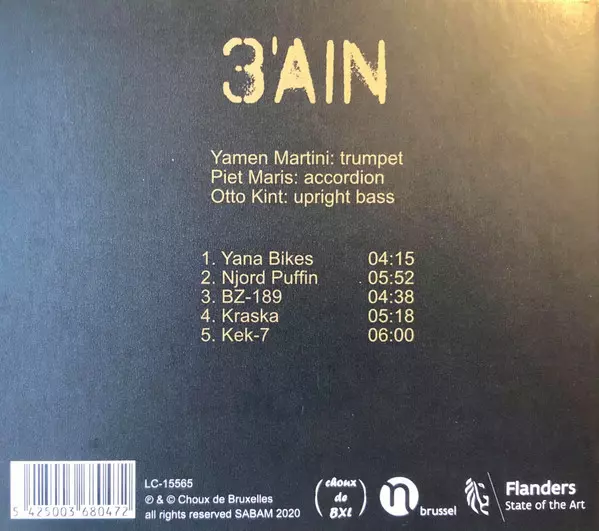 3'AIN
Yamen Martini: trumpet
Piet Maris: accordion
Otto Kint: upright bass
1. Yana Bikes 04:15
2. Njord Puffin 05:52
3. BZ-189 04:38
4. Kraska 05:18
5. Kek-7 06:00
5 425003 680472
LC-15565
℗ & © Choux de Bruxelles
all rights reserved SABAM 2020
choux
de
BXL
n brussel
Flanders
State of the Art